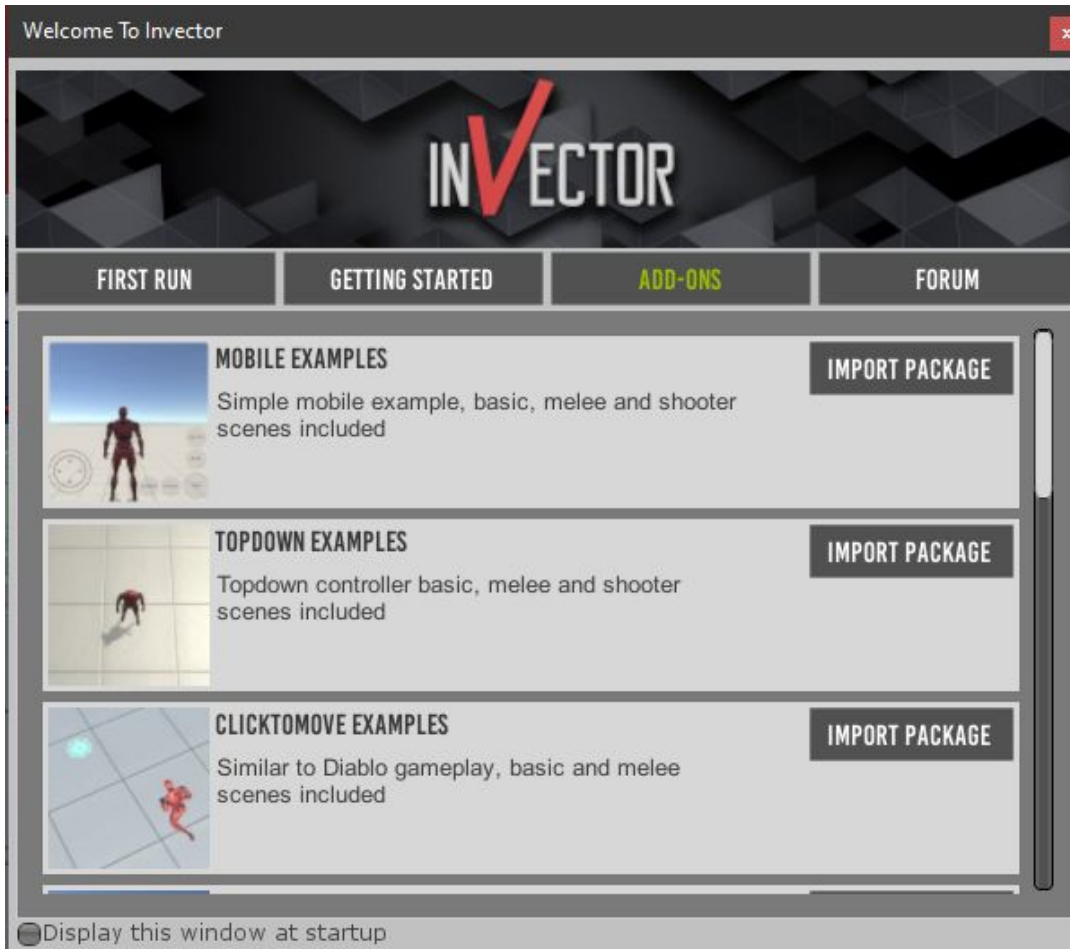 Welcome To Invector
x
INVECTOR
FIRST RUN
GETTING STARTED
ADD-ONS
FORUM
MOBILE EXAMPLES
IMPORT PACKAGE
Simple mobile example, basic, melee and shooter
scenes included
TOPDOWN EXAMPLES
IMPORT PACKAGE
Topdown controller basic, melee and shooter
scenes included
CLICKTOMOVE EXAMPLES
IMPORT PACKAGE
Similar to Diablo gameplay, basic and melee
scenes included
Display this window at startup